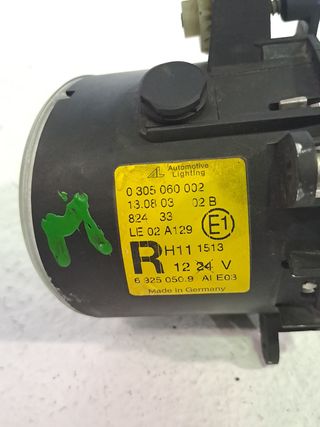 AL Automotive
Lighting
0 305 060 002
13.08 03 02 B
824 33
LE 02 A129
E1
R H11 1513
12 24 V
6 325 050.9 AI E03
Made in Germany